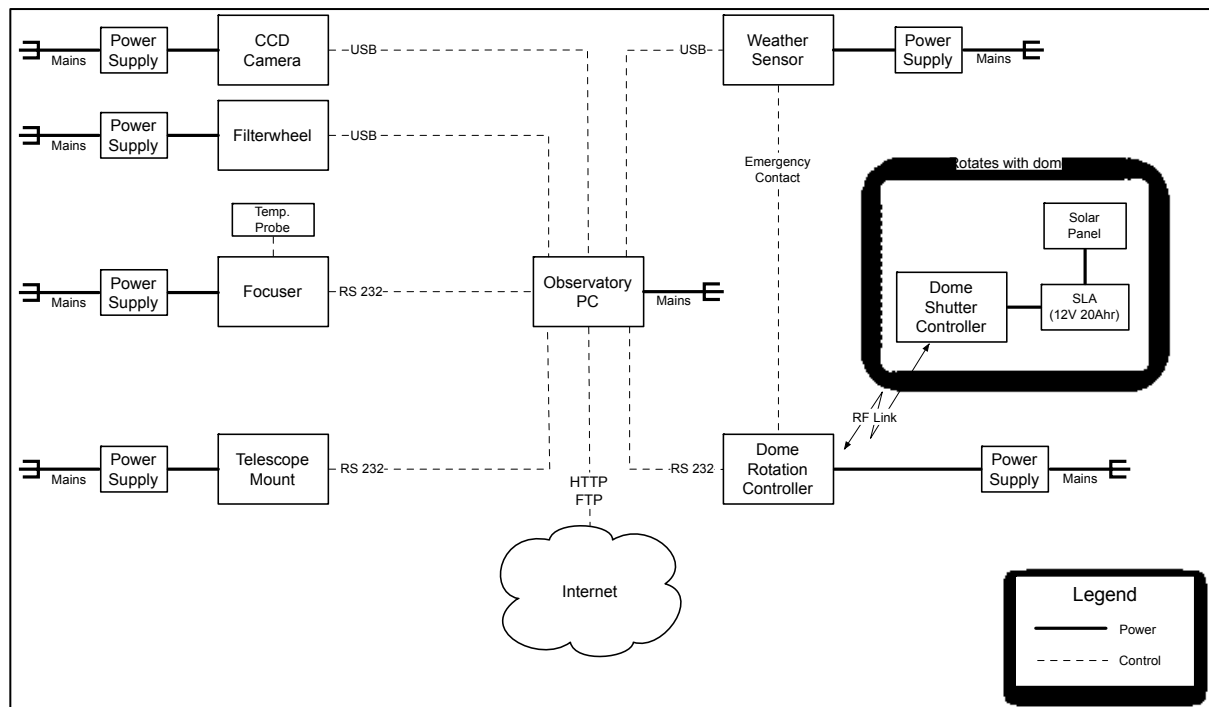 Mains
Power
Supply
CCD
Camera
USB
USB
Weather
Sensor
Power
Supply
Mains
Mains
Power
Supply
Filterwheel
USB
Emergency
Contact
Rotates with dom
Temp.
Probe
Solar
Panel
Mains
Power
Supply
Focuser
RS 232
Observatory
PC
Mains
Dome
Shutter
Controller
SLA
(12V 20Ahr)
RF Link
Mains
Power
Supply
Telescope
Mount
RS 232
RS 232
Dome
Rotation
Controller
Power
Supply
Mains
HTTP
FTP
Internet
Legend
Power
Control